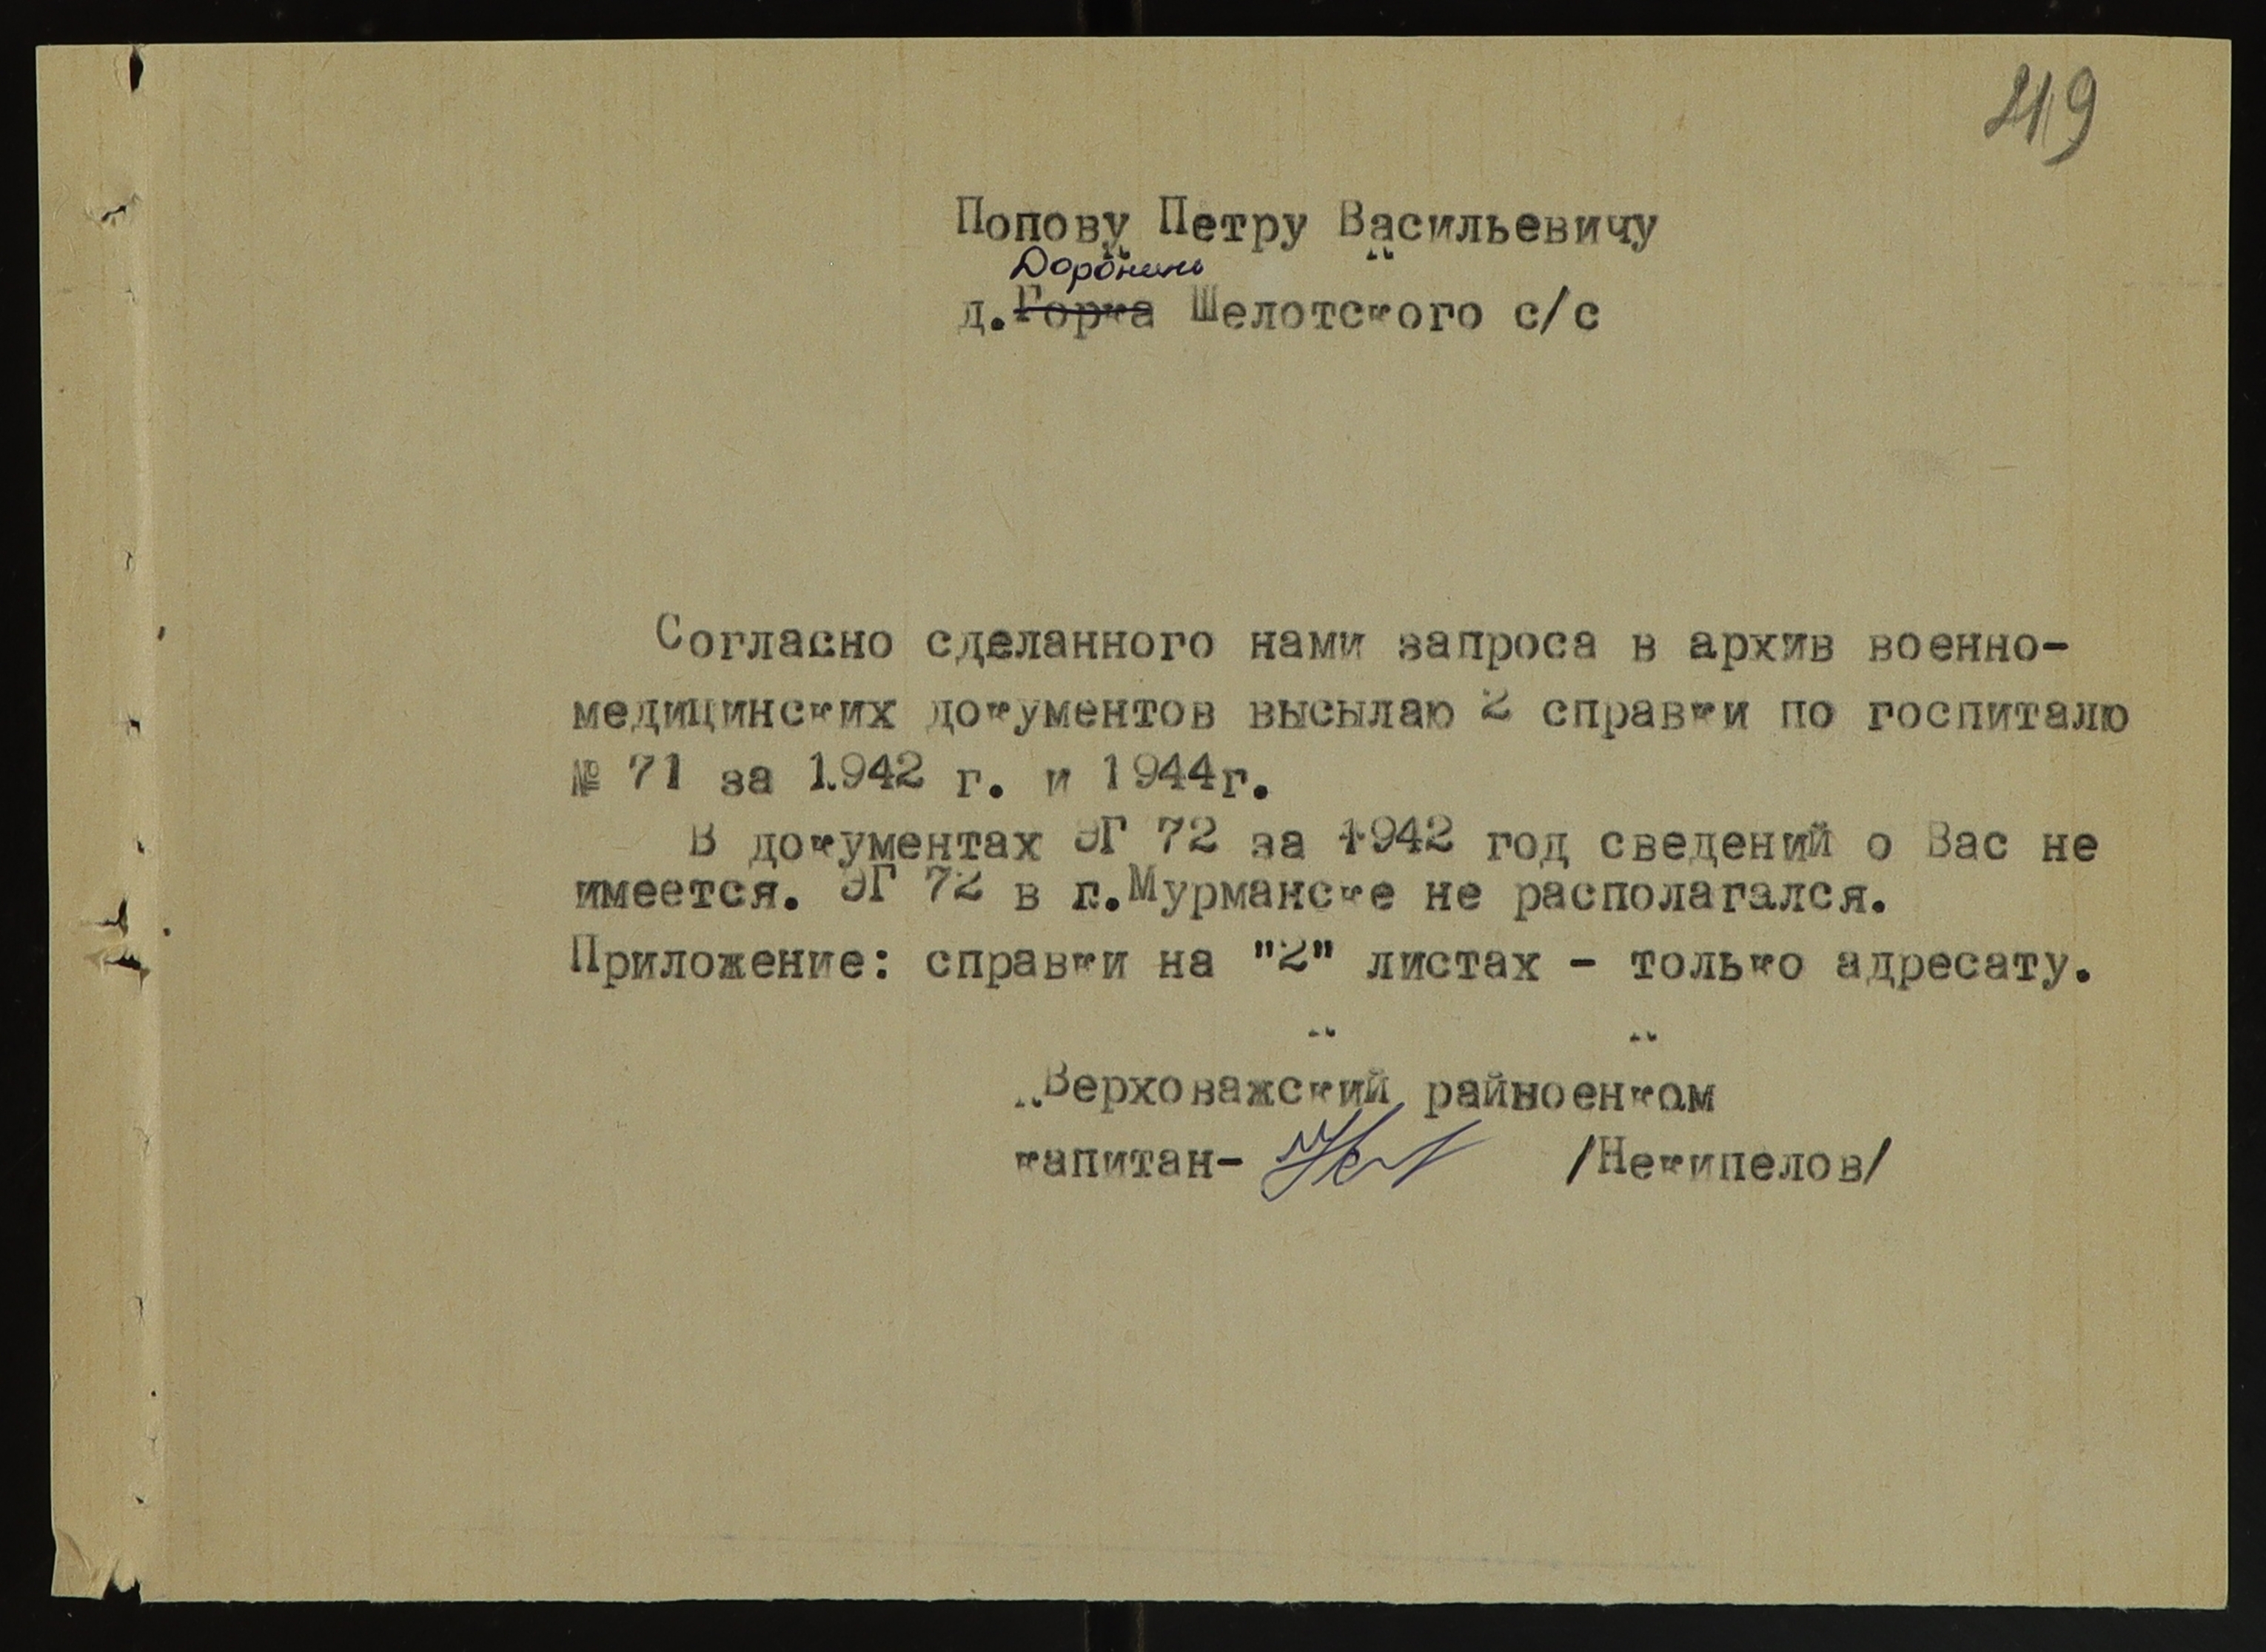 219
Попову Петру Васильевичу
Доронино
д.Горка Шелотского с/с
Согласно сделанного нами запроса в архив военно-
медицинских документов высылаю 2 справки по госпиталю
№ 71 за 1942 г. и 1944г.
В документах ЭГ 72 за 1942 год сведений о Вас не
имеется. ЭГ 72 в г.Мурманске не располагался.
Приложение: справки на "2" листах - только адресату.
Верховажский райвоенком
капитан- /Некипелов/